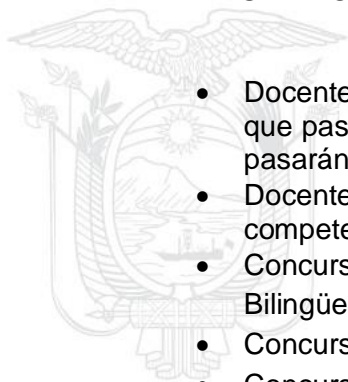 • Docente
que pas
pasarán
• Docente
compete
• Concurs
Bilingüe
• Concurs